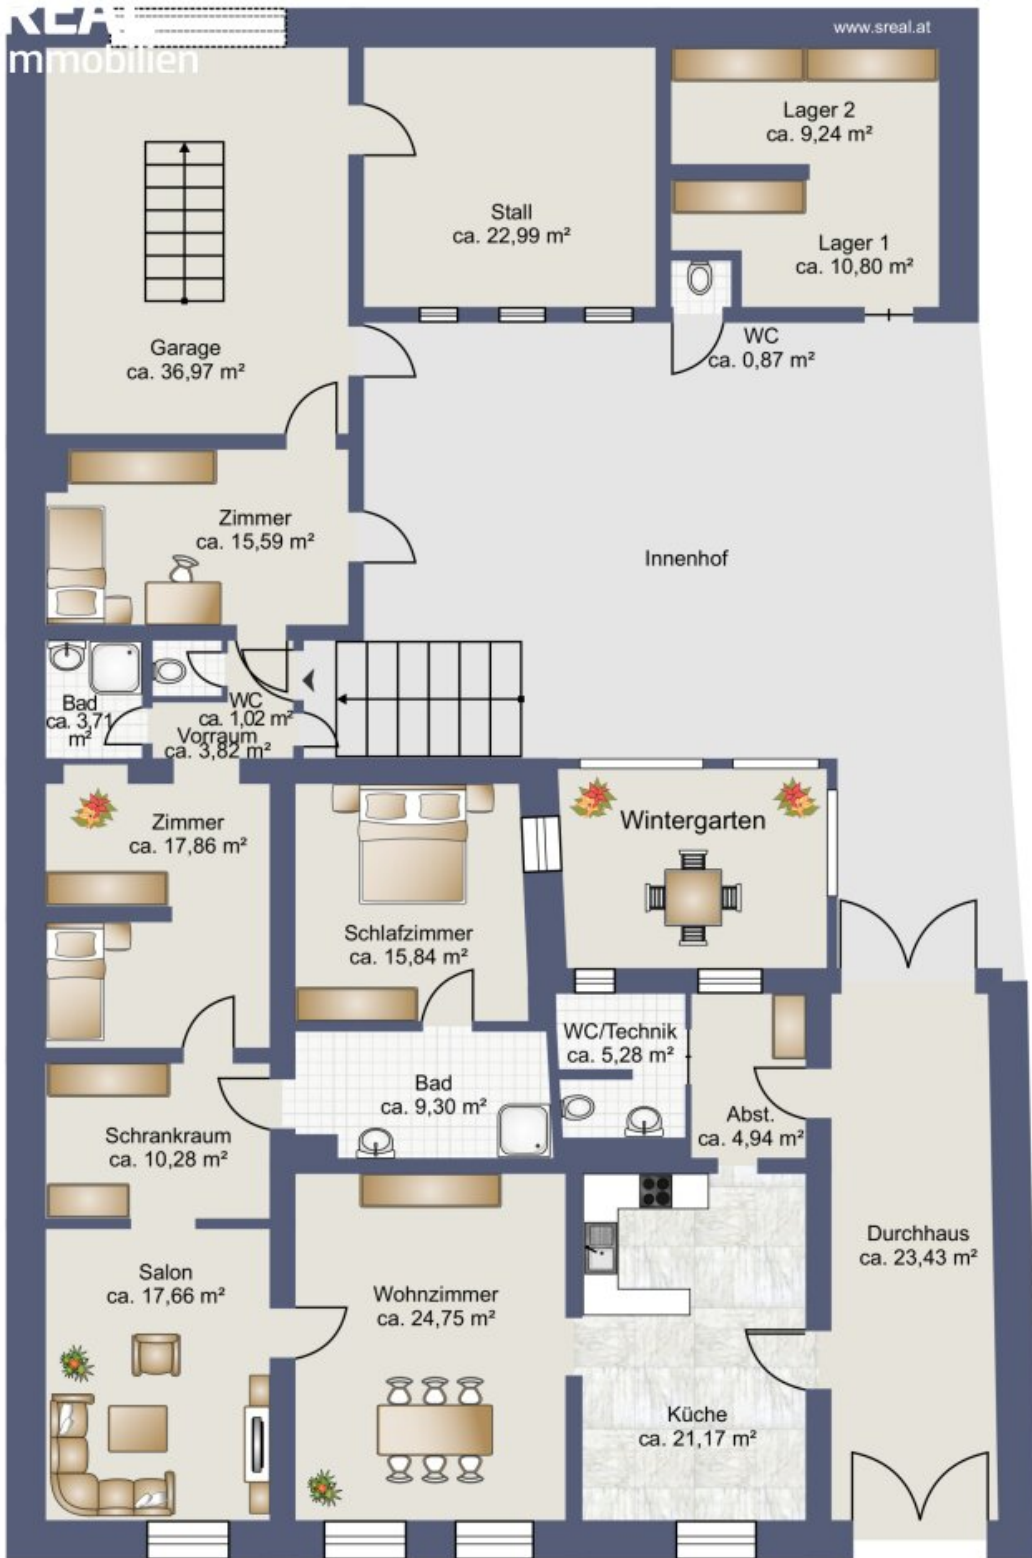 REAL
mmobilien
www.sreal.at
Lager 2
ca. 9,24 m²
Stall
ca. 22,99 m²
Lager 1
ca. 10,80 m²
Garage
ca. 36,97 m²
WC
ca. 0,87 m²
Zimmer
ca. 15,59 m²
Innenhof
Bad
ca. 3,71
m²
WC
ca. 1,02 m²
Vorraum
ca. 3,82 m²
Zimmer
ca. 17,86 m²
Wintergarten
Schlafzimmer
ca. 15,84 m²
WC/Technik
ca. 5,28 m²
Bad
ca. 9,30 m²
Abst.
ca. 4,94 m²
Schrankraum
ca. 10,28 m²
Durchhaus
ca. 23,43 m²
Salon
ca. 17,66 m²
Wohnzimmer
ca. 24,75 m²
Küche
ca. 21,17 m²